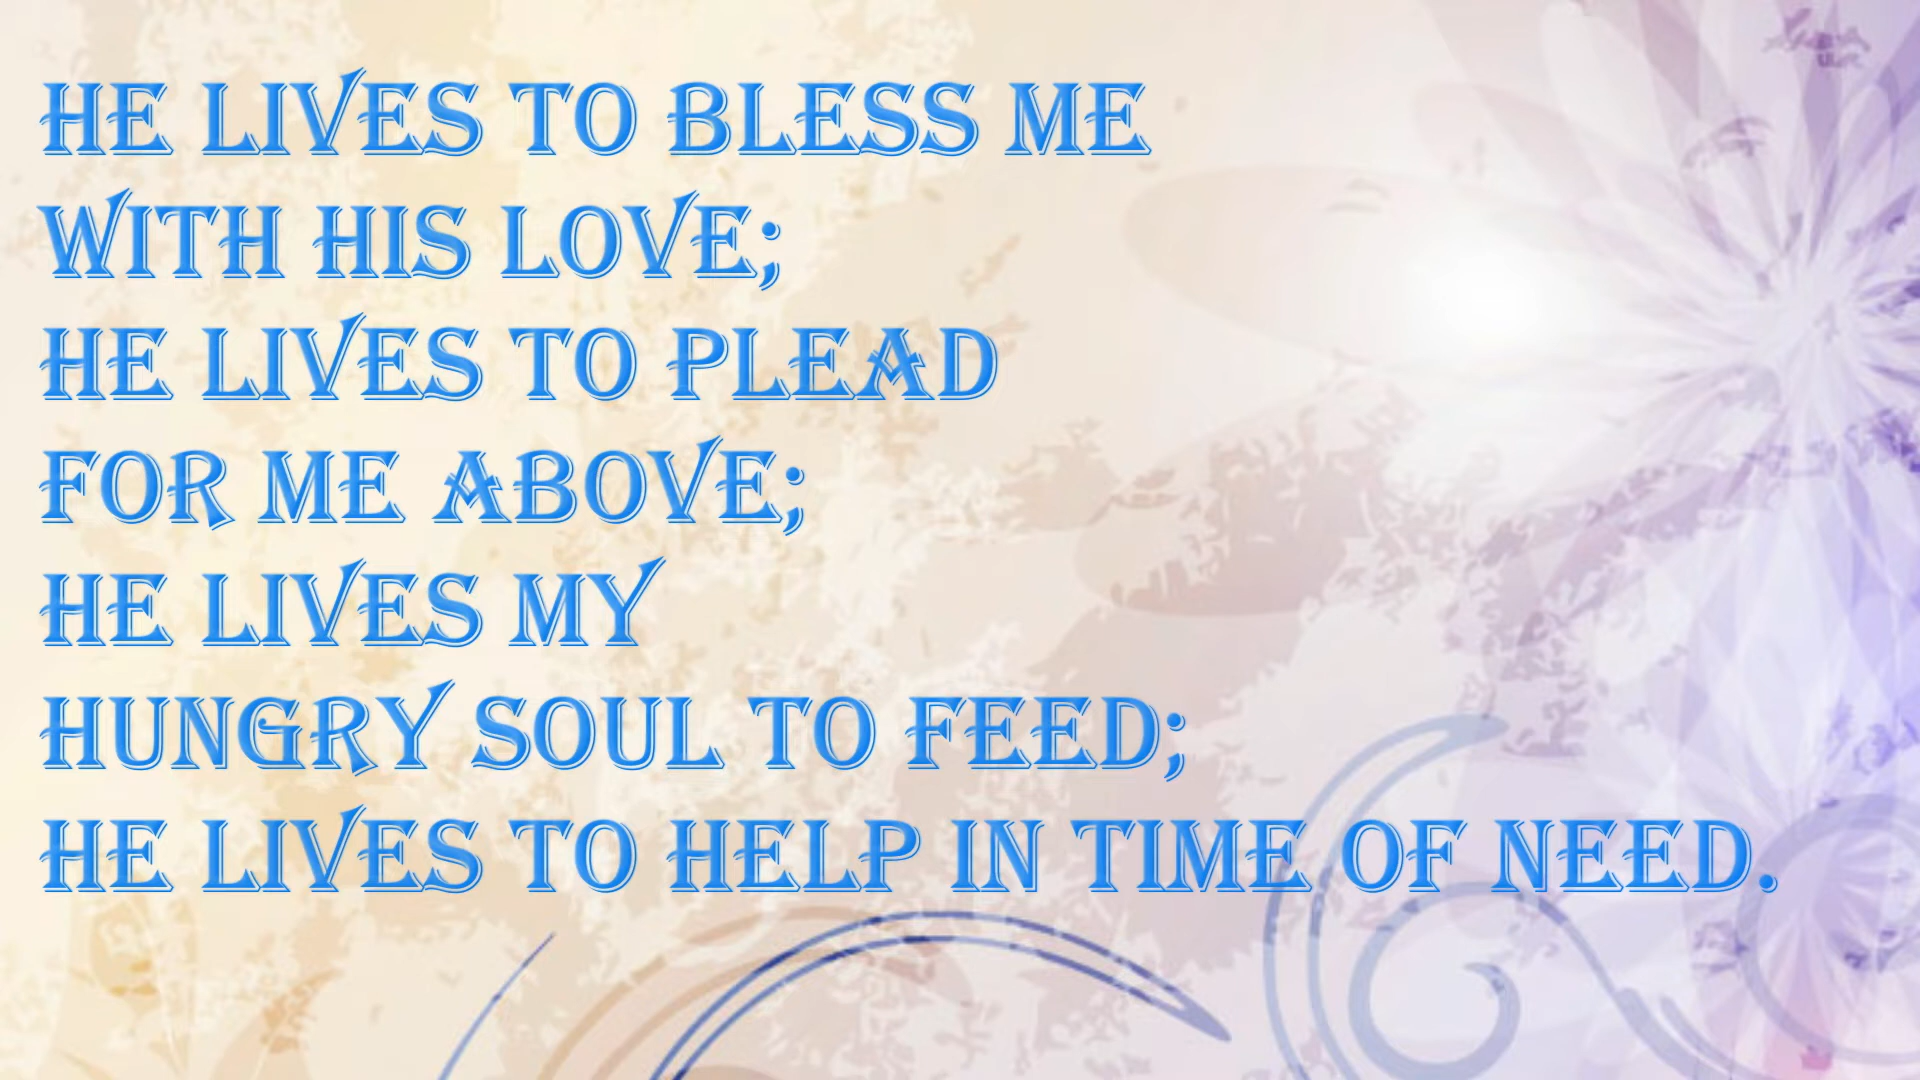 HE LIVES TO BLESS ME
WITH HIS LOVE;
HE LIVES TO PLEAD
FOR ME ABOVE;
HE LIVES MY
HUNGRY SOUL TO FEED;
HE LIVES TO HELP IN TIME OF NEED.